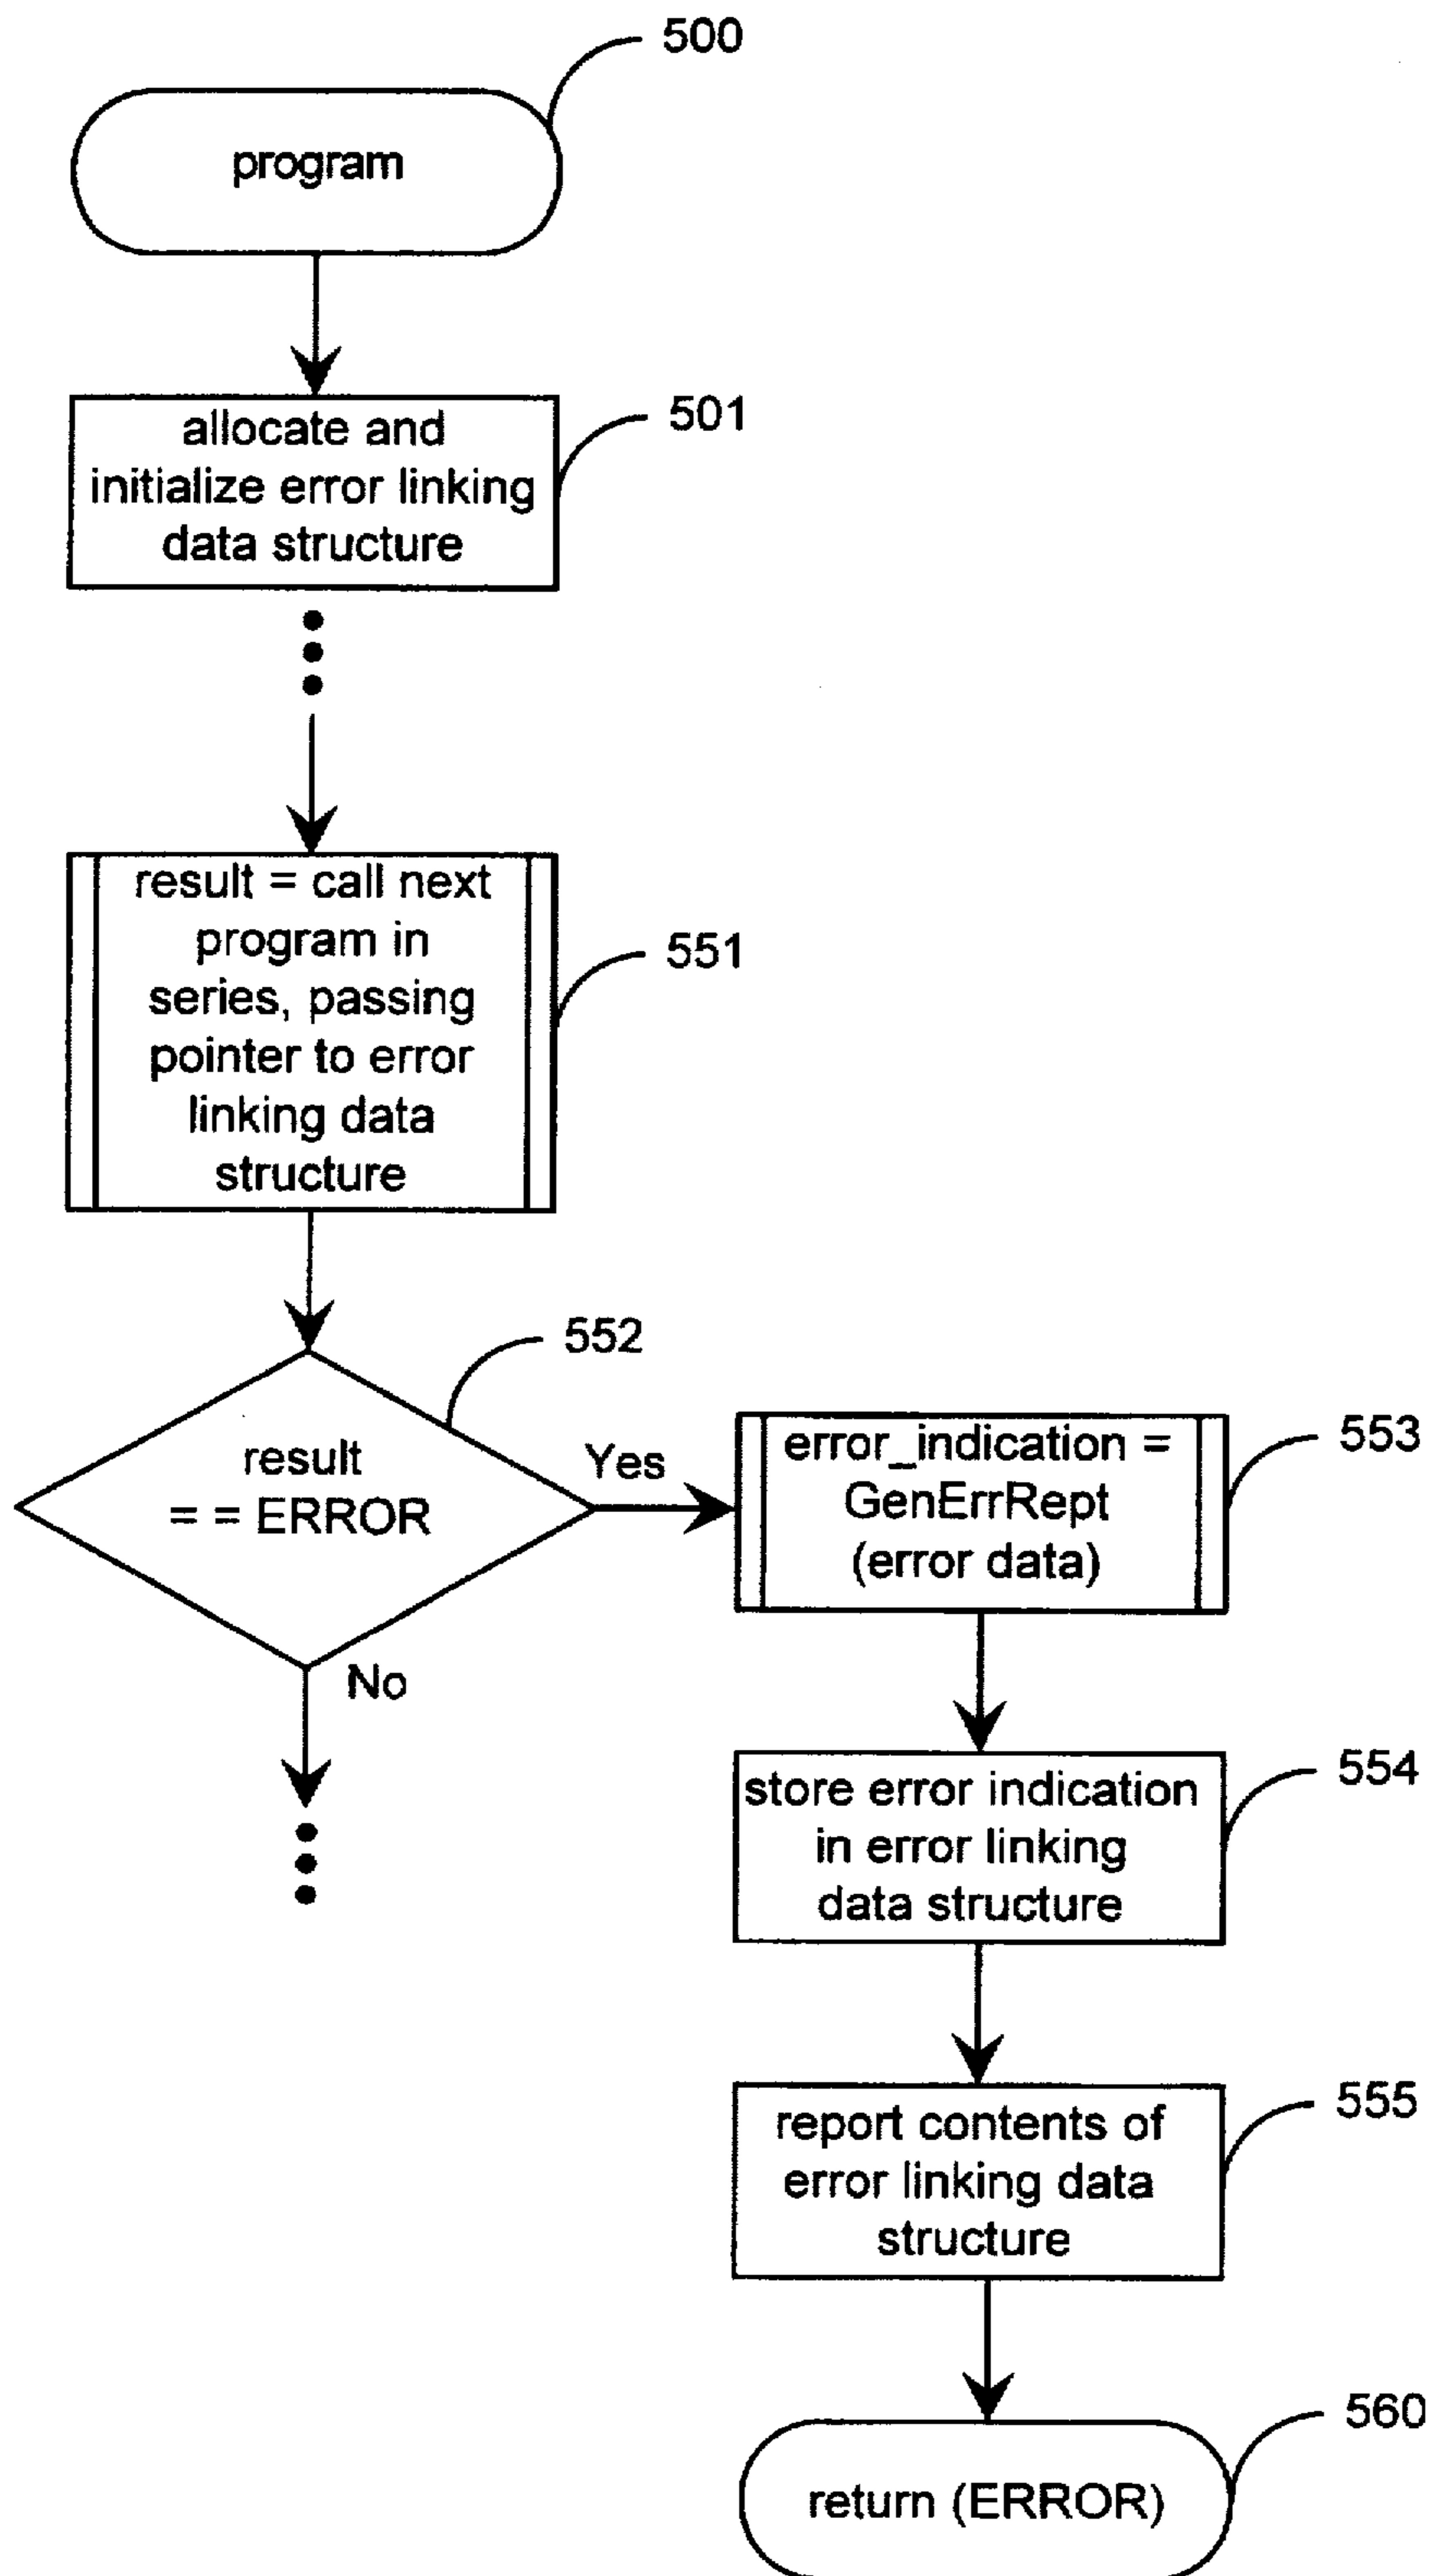 500
program
501
allocate and
initialize error linking
data structure
551
result = call next
program in
series, passing
pointer to error
linking data
structure
552
result
= = ERROR
Yes
No
553
error_indication =
GenErrRept
(error data)
554
store error indication
in error linking
data structure
555
report contents of
error linking data
structure
560
return (ERROR)